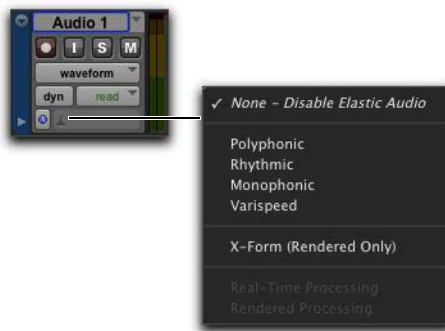 Audio 1
I S M
waveform
dyn read
✓ None – Disable Elastic Audio
Polyphonic
Rhythmic
Monophonic
Varispeed
X–Form (Rendered Only)
Real–Time Processing
Rendered Processing